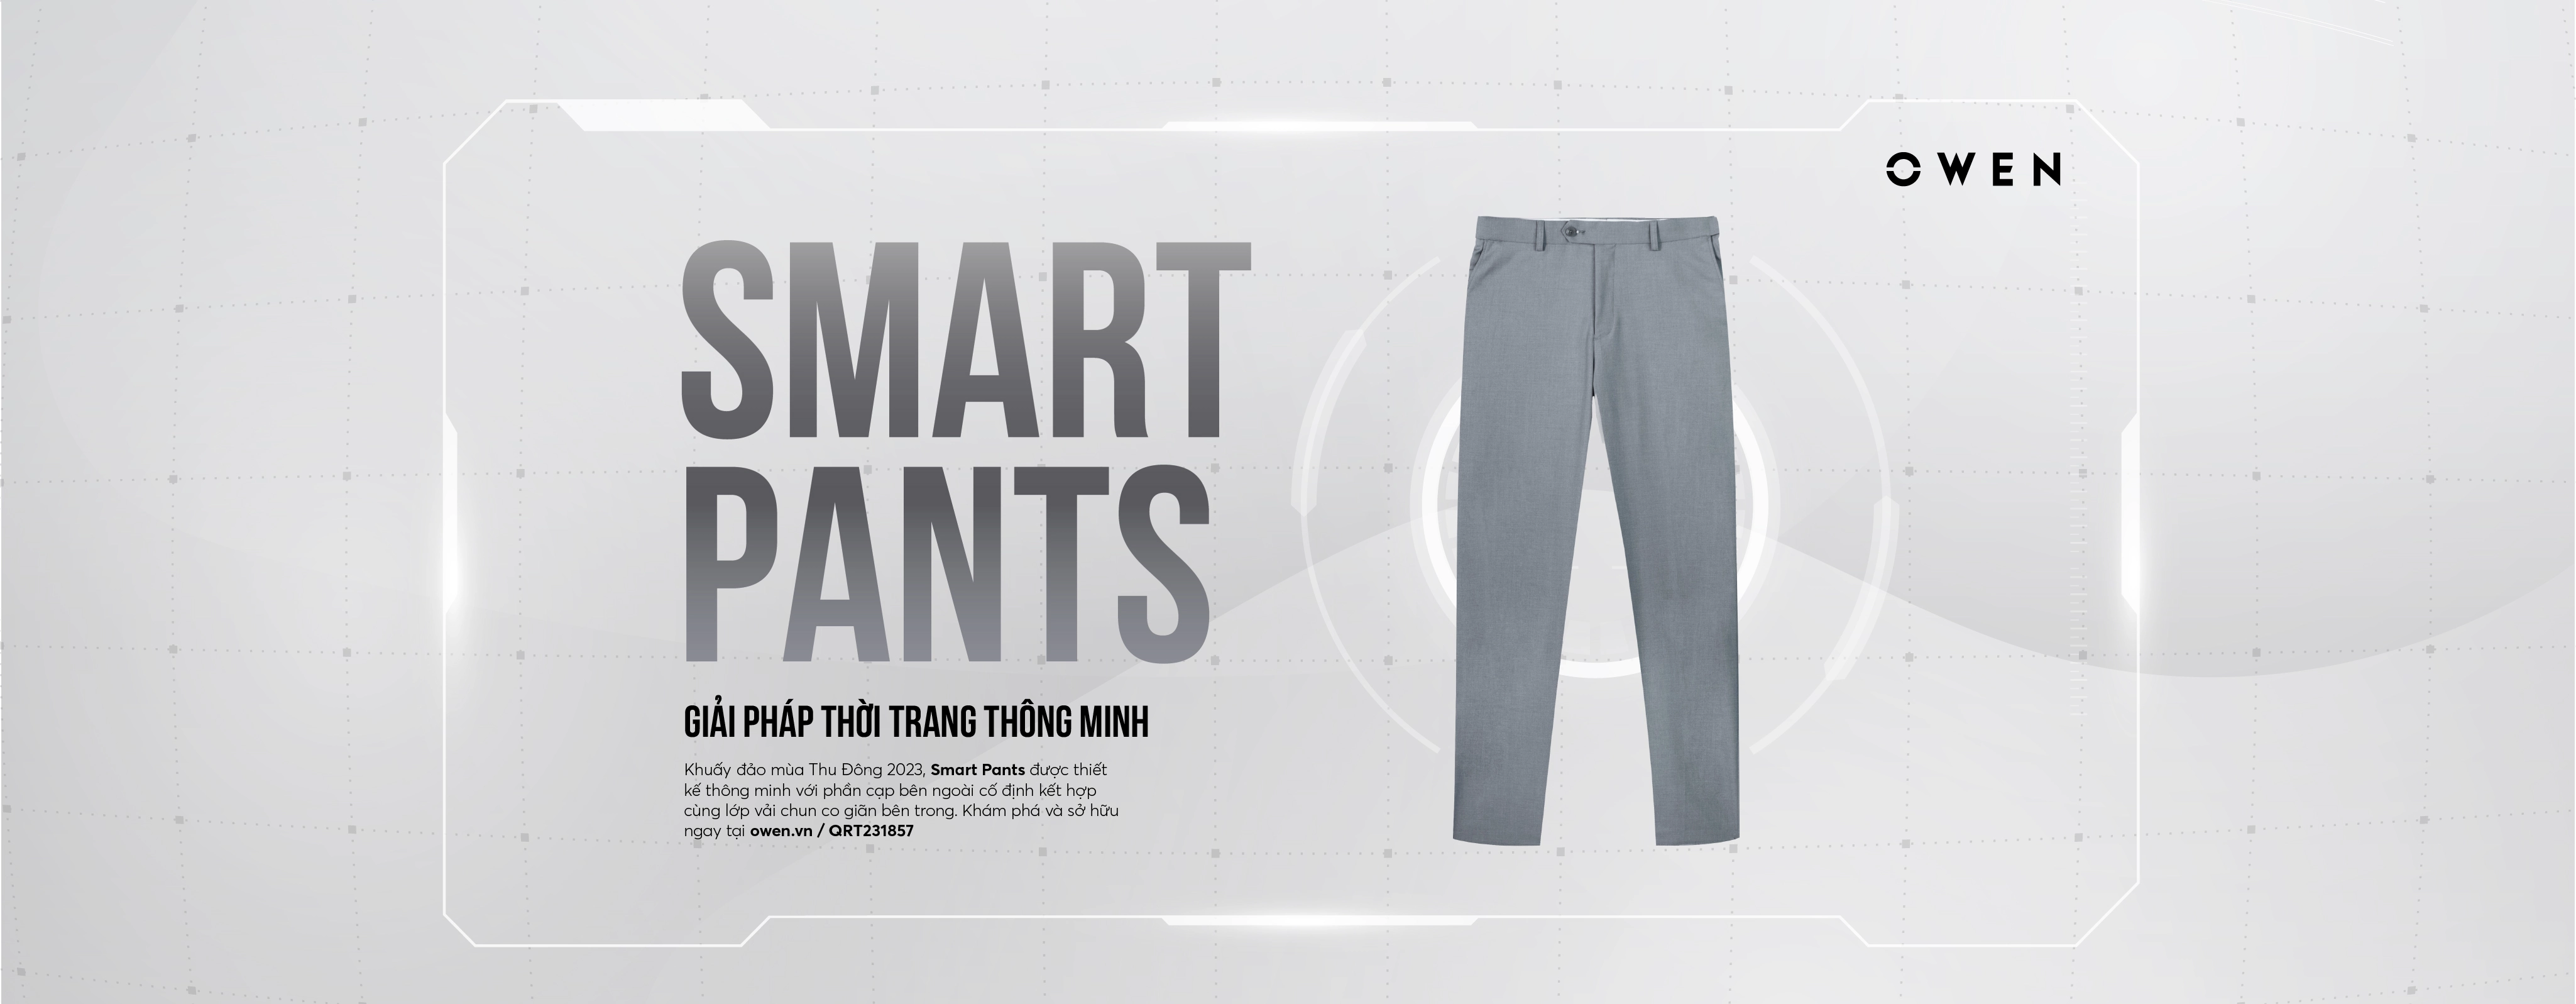 OWEN
SMART
PANTS
GIẢI PHÁP THỜI TRANG THÔNG MINH
Khuấy đảo mùa Thu Đông 2023, Smart Pants được thiết
kế thông minh với phần cạp bên ngoài cố định kết hợp
cùng lớp vải chun co giãn bên trong. Khám phá và sở hữu
ngay tại owen.vn / QRT231857